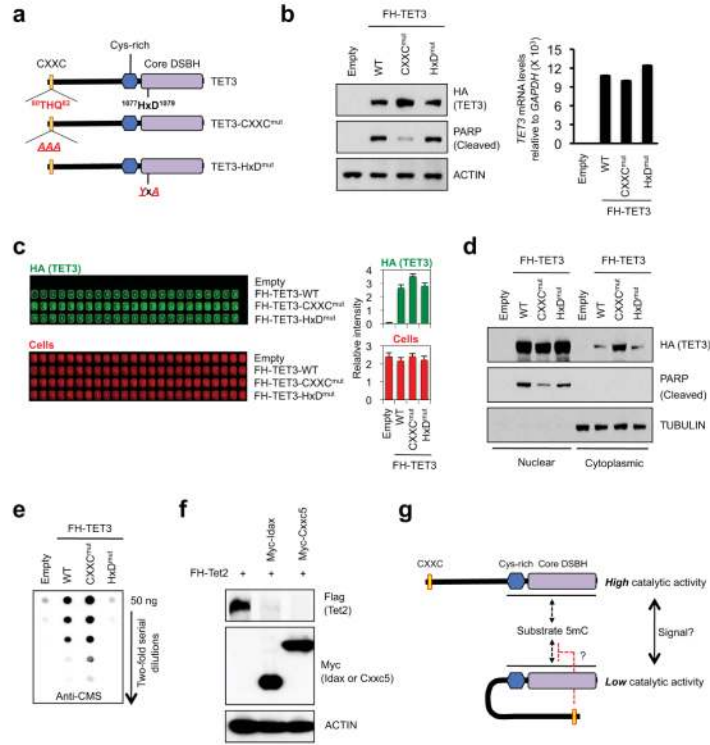 a
CXXC
Cys-rich
Core DSBH
TET3
⁸⁰THQ⁸²
¹⁰⁷⁷HxD¹⁰⁷⁹
TET3-CXXCᵐᵘᵗ
AAA
TET3-HxDᵐᵘᵗ
YxA
b
FH-TET3
Empty
WT
CXXCᵐᵘᵗ
HxDᵐᵘᵗ
HA
(TET3)
PARP
(Cleaved)
ACTIN
TET3 mRNA levels
relative to GAPDH (X 10³)
15
10
5
0
Empty
WT
CXXCᵐᵘᵗ
HxDᵐᵘᵗ
FH-TET3
c
HA (TET3)
Empty
FH-TET3-WT
FH-TET3-CXXCᵐᵘᵗ
FH-TET3-HxDᵐᵘᵗ
Cells
Empty
FH-TET3-WT
FH-TET3-CXXCᵐᵘᵗ
FH-TET3-HxDᵐᵘᵗ
HA (TET3)
4
3
2
1
0
Cells
3
2
1
0
Relative intensity
Empty
WT
CXXCᵐᵘᵗ
HxDᵐᵘᵗ
FH-TET3
d
FH-TET3
FH-TET3
Empty
WT
CXXCᵐᵘᵗ
HxDᵐᵘᵗ
Empty
WT
CXXCᵐᵘᵗ
HxDᵐᵘᵗ
HA (TET3)
PARP
(Cleaved)
TUBULIN
Nuclear
Cytoplasmic
e
FH-TET3
Empty
WT
CXXCᵐᵘᵗ
HxDᵐᵘᵗ
50 ng
Two-fold serial
dilutions
Anti-CMS
f
Myc-Idax
Myc-Cxxc5
FH-Tet2 + + +
Flag
(Tet2)
Myc
(Idax or Cxxc5)
ACTIN
g
CXXC
Cys-rich Core DSBH
High catalytic activity
Substrate 5mC
Signal?
?
Low catalytic activity